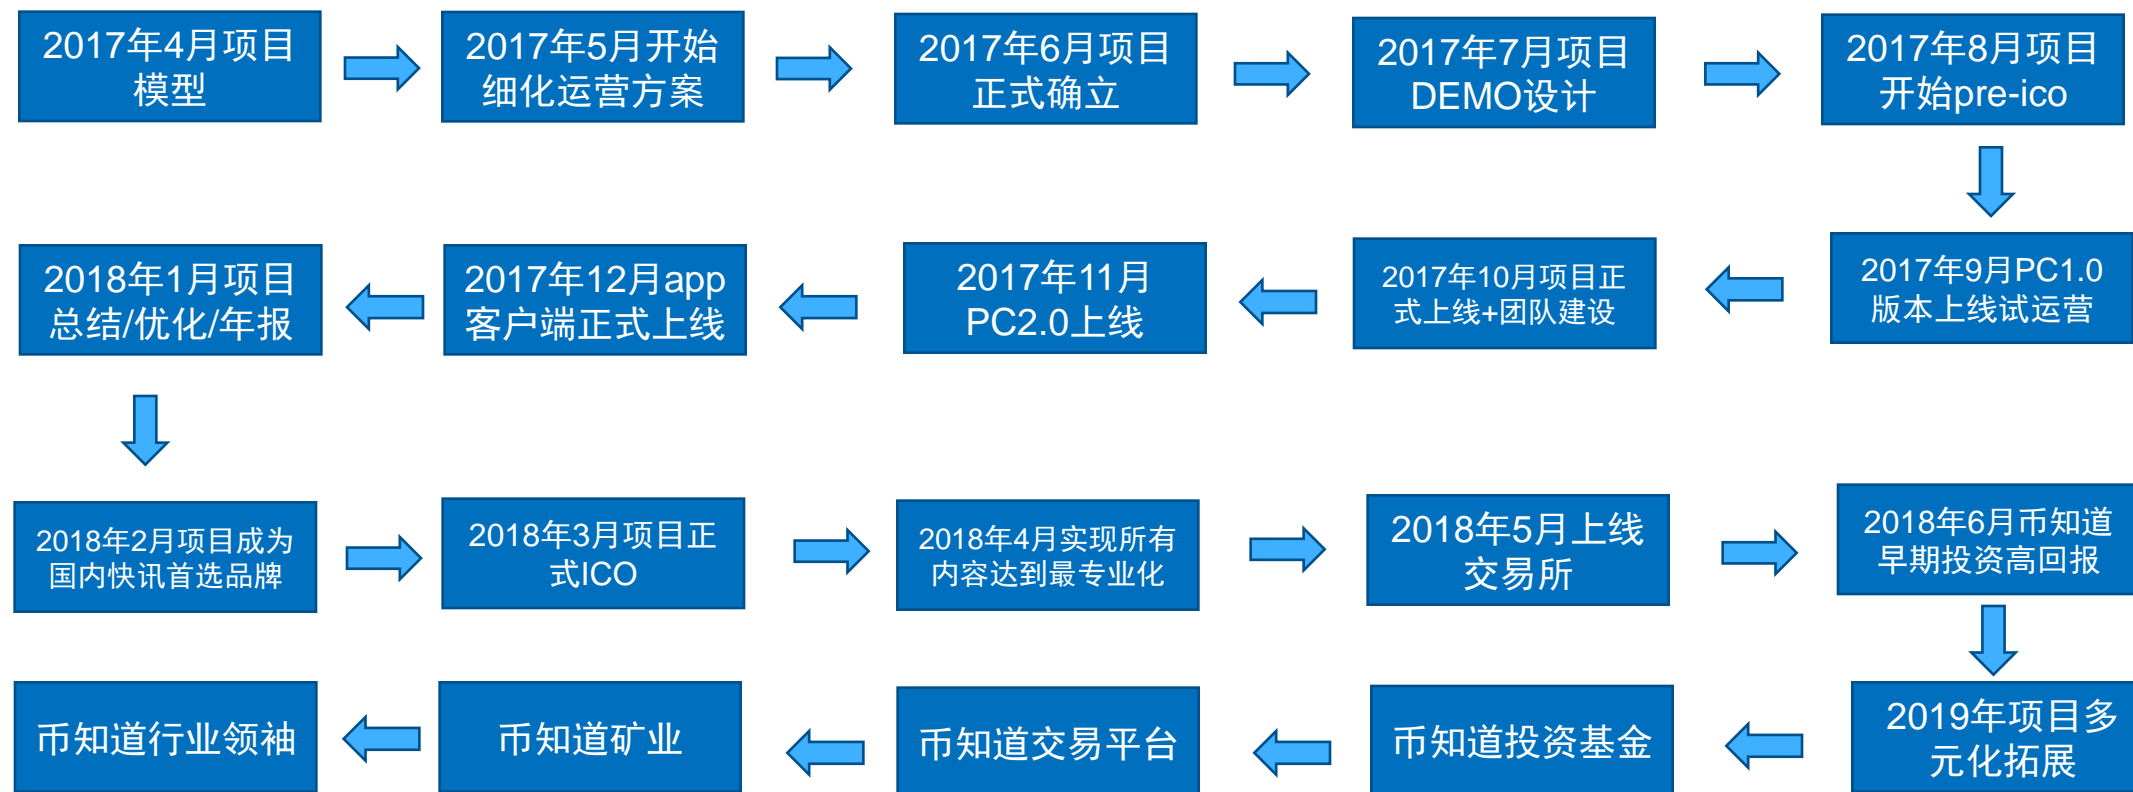 2017年4月项目
模型
2017年5月开始
细化运营方案
2017年6月项目
正式确立
2017年7月项目
DEMO设计
2017年8月项目
开始pre-ico
2017年9月PC1.0
版本上线试运营
2017年10月项目正
式上线+团队建设
2017年11月
PC2.0上线
2017年12月app
客户端正式上线
2018年1月项目
总结/优化/年报
2018年2月项目成为
国内快讯首选品牌
2018年3月项目正
式ICO
2018年4月实现所有
内容达到最专业化
2018年5月上线
交易所
2018年6月币知道
早期投资高回报
2019年项目多
元化拓展
币知道投资基金
币知道交易平台
币知道矿业
币知道行业领袖